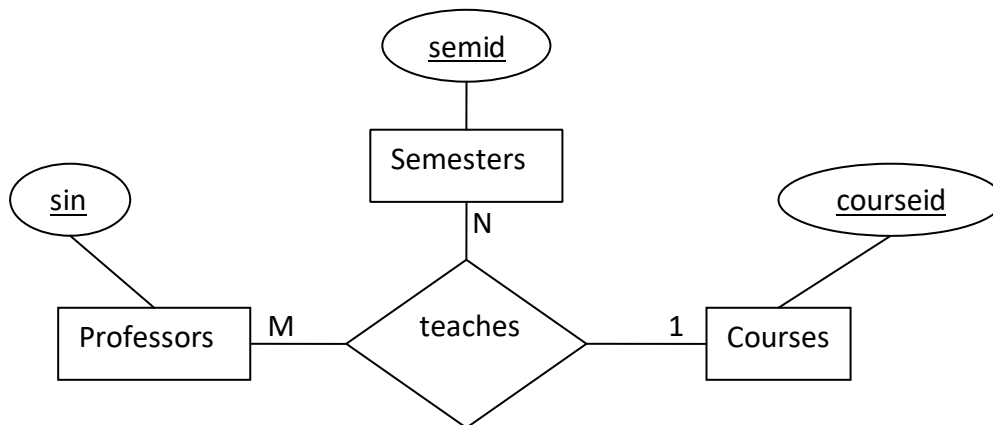 semid
Semesters
sin
courseid
N
Professors
M
teaches
1
Courses